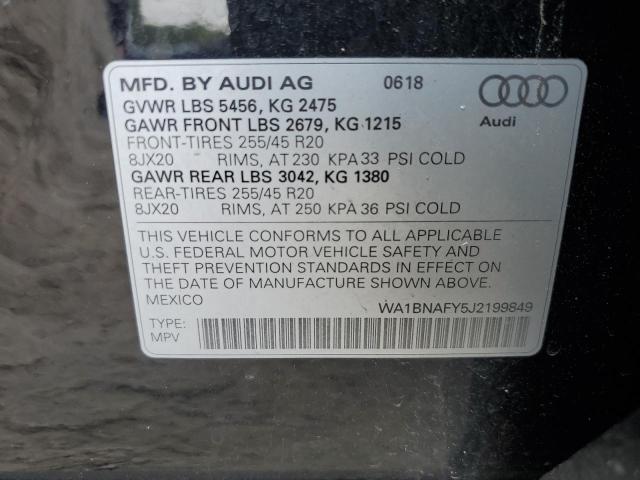 MFD. BY AUDI AG 0618
GVWR LBS 5456, KG 2475
GAWR FRONT LBS 2679, KG 1215
Audi
FRONT-TIRES 255/45 R20
8JX20 RIMS, AT 230 KPA 33 PSI COLD
GAWR REAR LBS 3042, KG 1380
REAR-TIRES 255/45 R20
8JX20 RIMS, AT 250 KPA 36 PSI COLD
THIS VEHICLE CONFORMS TO ALL APPLICABLE
U.S. FEDERAL MOTOR VEHICLE SAFETY AND
THEFT PREVENTION STANDARDS IN EFFECT ON
THE DATE OF MANUFACTURE SHOWN ABOVE.
MEXICO WA1BNAFY5J2199849
TYPE:
MPV